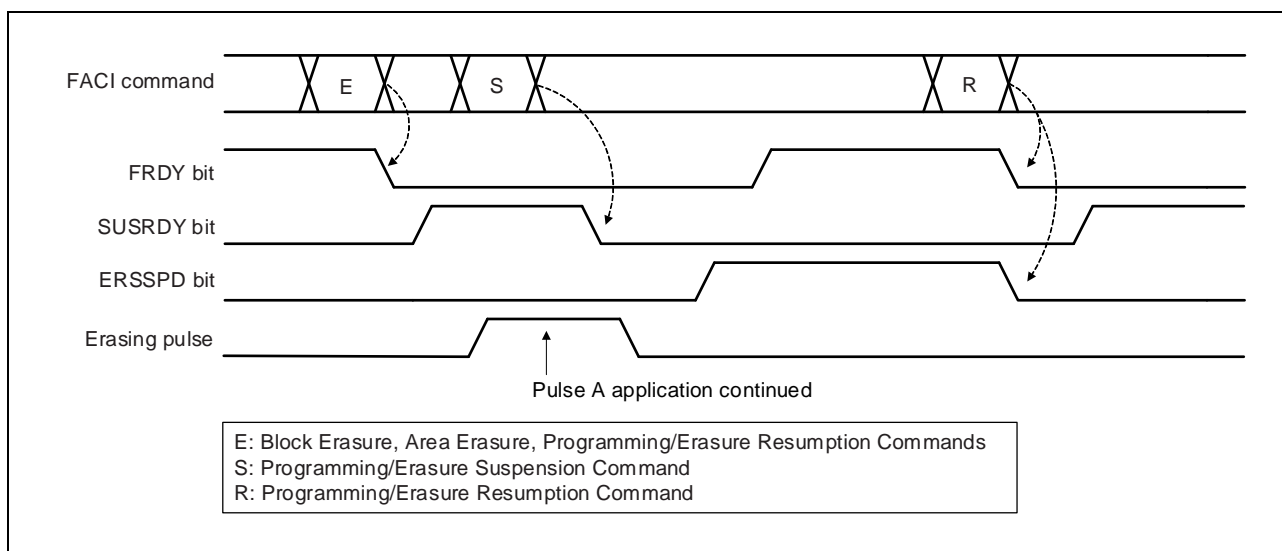 FACI command
E
S
R
FRDY bit
SUSRDY bit
ERSSPD bit
Erasing pulse
Pulse A application continued
E: Block Erasure, Area Erasure, Programming/Erasure Resumption Commands
S: Programming/Erasure Suspension Command
R: Programming/Erasure Resumption Command